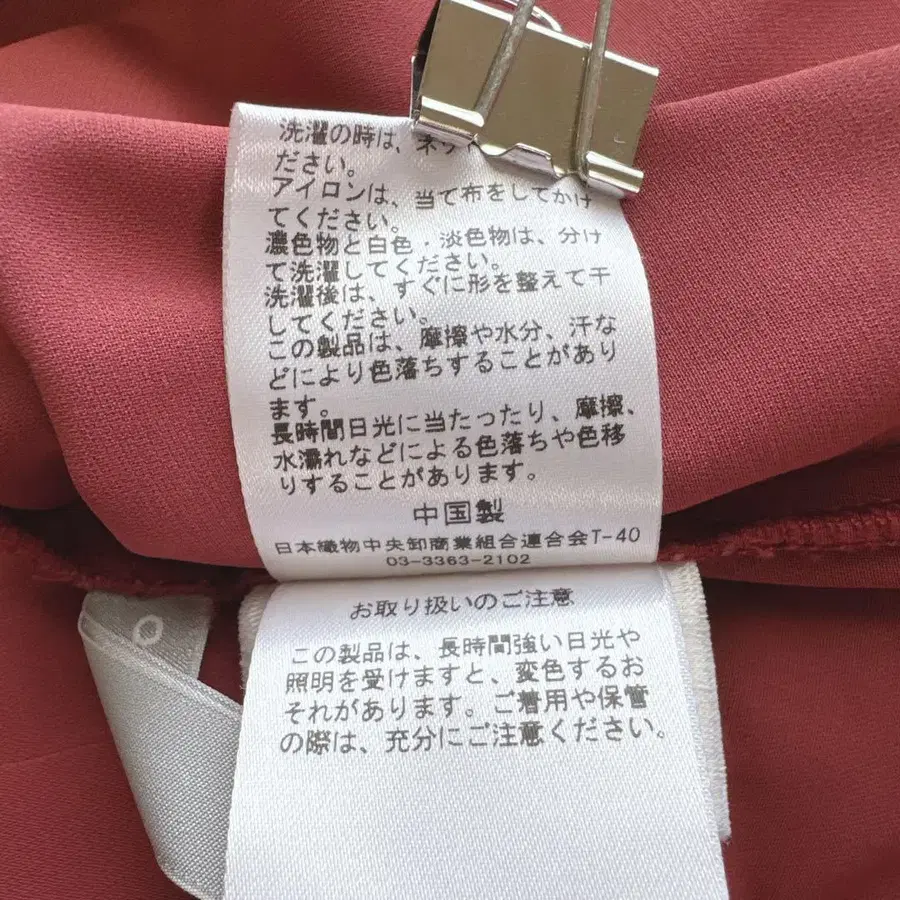 洗濯の時は、ネッ
ださい。
アイロンは、当て布をしてかけ
てください。
濃色物と白色・淡色物は、分け
て洗濯してください。
洗濯後は、すぐに形を整えて干
してください。
この製品は、摩擦や水分、汗な
どにより色落ちすることがあり
ます。
長時間日光に当たったり、摩擦、
水濡れなどによる色落ちや色移
りすることがあります。
中国製
日本織物中央卸商業組合連合会T-40
03-3363-2102
お取り扱いのご注意
この製品は、長時間強い日光や
照明を受けますと、変色するお
それがあります。ご着用や保管
の際は、充分にご注意ください。